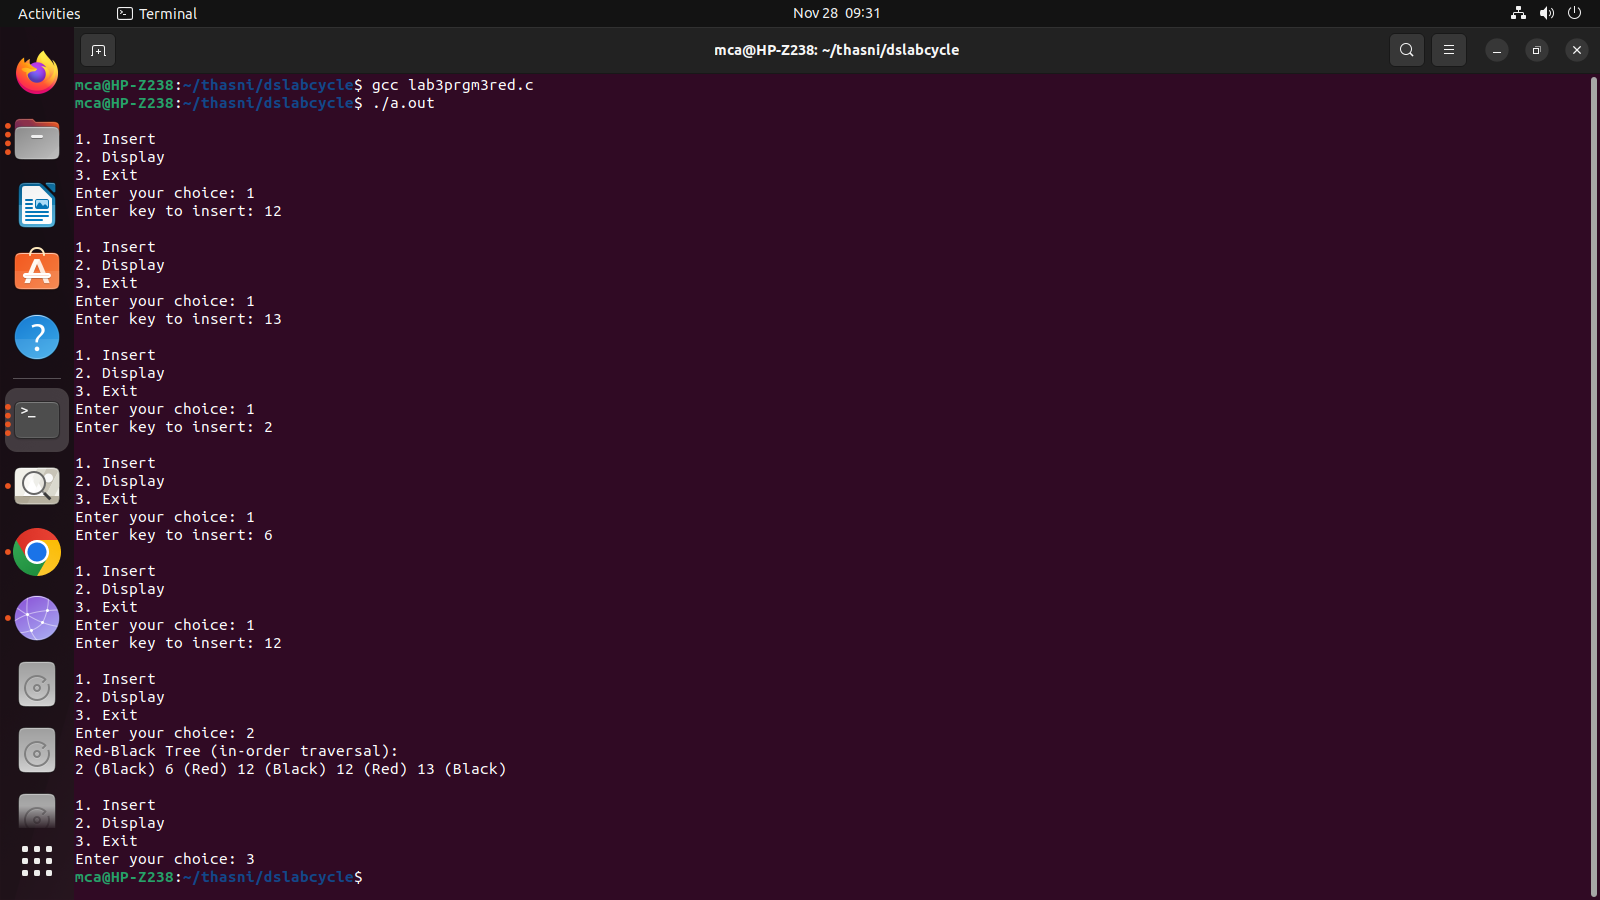 Activities
Terminal
Nov 28 09:31
mca@HP-Z238: ~/thasni/dslabcycle
mca@HP-Z238:~/thasni/dslabcycle$ gcc lab3prgm3red.c
mca@HP-Z238:~/thasni/dslabcycle$ ./a.out
1. Insert
2. Display
3. Exit
Enter your choice: 1
Enter key to insert: 12
1. Insert
2. Display
3. Exit
Enter your choice: 1
Enter key to insert: 13
1. Insert
2. Display
3. Exit
Enter your choice: 1
Enter key to insert: 2
1. Insert
2. Display
3. Exit
Enter your choice: 1
Enter key to insert: 6
1. Insert
2. Display
3. Exit
Enter your choice: 1
Enter key to insert: 12
1. Insert
2. Display
3. Exit
Enter your choice: 2
Red-Black Tree (in-order traversal):
2 (Black) 6 (Red) 12 (Black) 12 (Red) 13 (Black)
1. Insert
2. Display
3. Exit
Enter your choice: 3
mca@HP-Z238:~/thasni/dslabcycle$